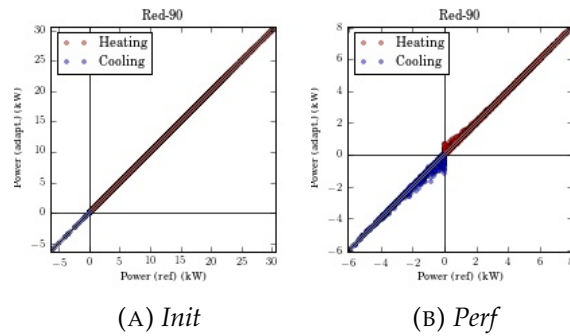 Red-90
Heating
Cooling
Power (adapt.) (kW)
30
25
20
15
10
5
0
−5
−5 0 5 10 15 20 25 30
Power (ref) (kW)
(A) Init
Red-90
Heating
Cooling
Power (adapt.) (kW)
8
6
4
2
0
−2
−4
−6
−6 −4 −2 0 2 4 6 8
Power (ref) (kW)
(B) Perf